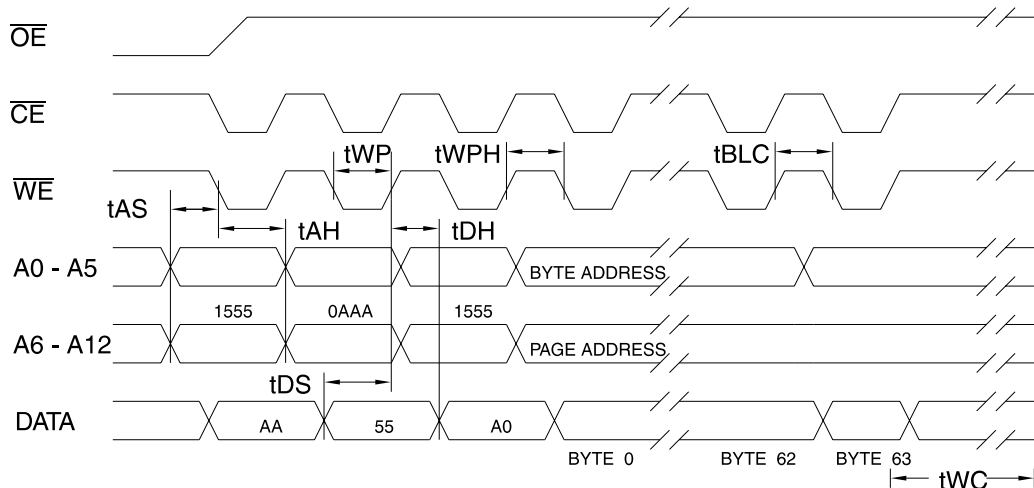 OE
CE
tWP tWPH tBLC
WE
tAS
tAH tDH
A0 - A5 BYTE ADDRESS
1555 0AAA 1555
A6 - A12 PAGE ADDRESS
tDS
DATA AA 55 A0
BYTE 0 BYTE 62 BYTE 63
tWC